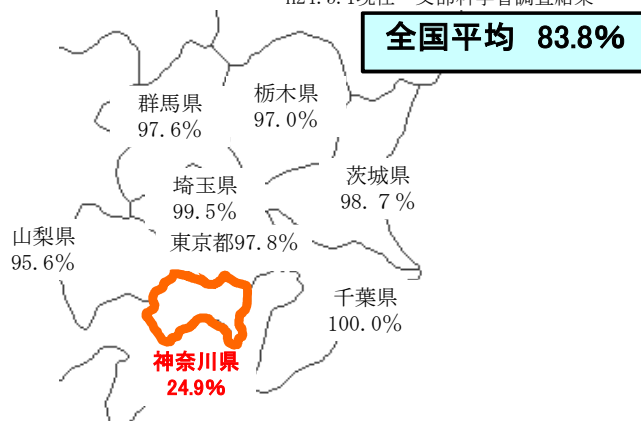 全国平均 83.8%
群馬県
97.6%
栃木県
97.0%
埼玉県
99.5%
茨城県
98.7%
山梨県
95.6%
東京都97.8%
千葉県
100.0%
神奈川県
24.9%